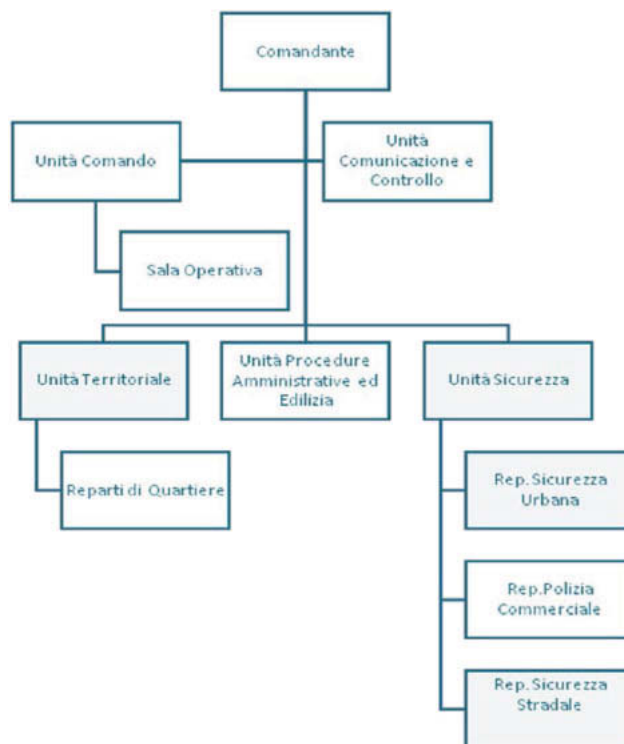 Comandante
Unità Comando
Unità
Comunicazione e
Controllo
Sala Operativa
Unità Territoriale
Unità Procedure
Amministrative ed
Edilizia
Unità Sicurezza
Reparti di Quartiere
Rep. Sicurezza
Urbana
Rep.Polizia
Commerciale
Rep. Sicurezza
Stradale